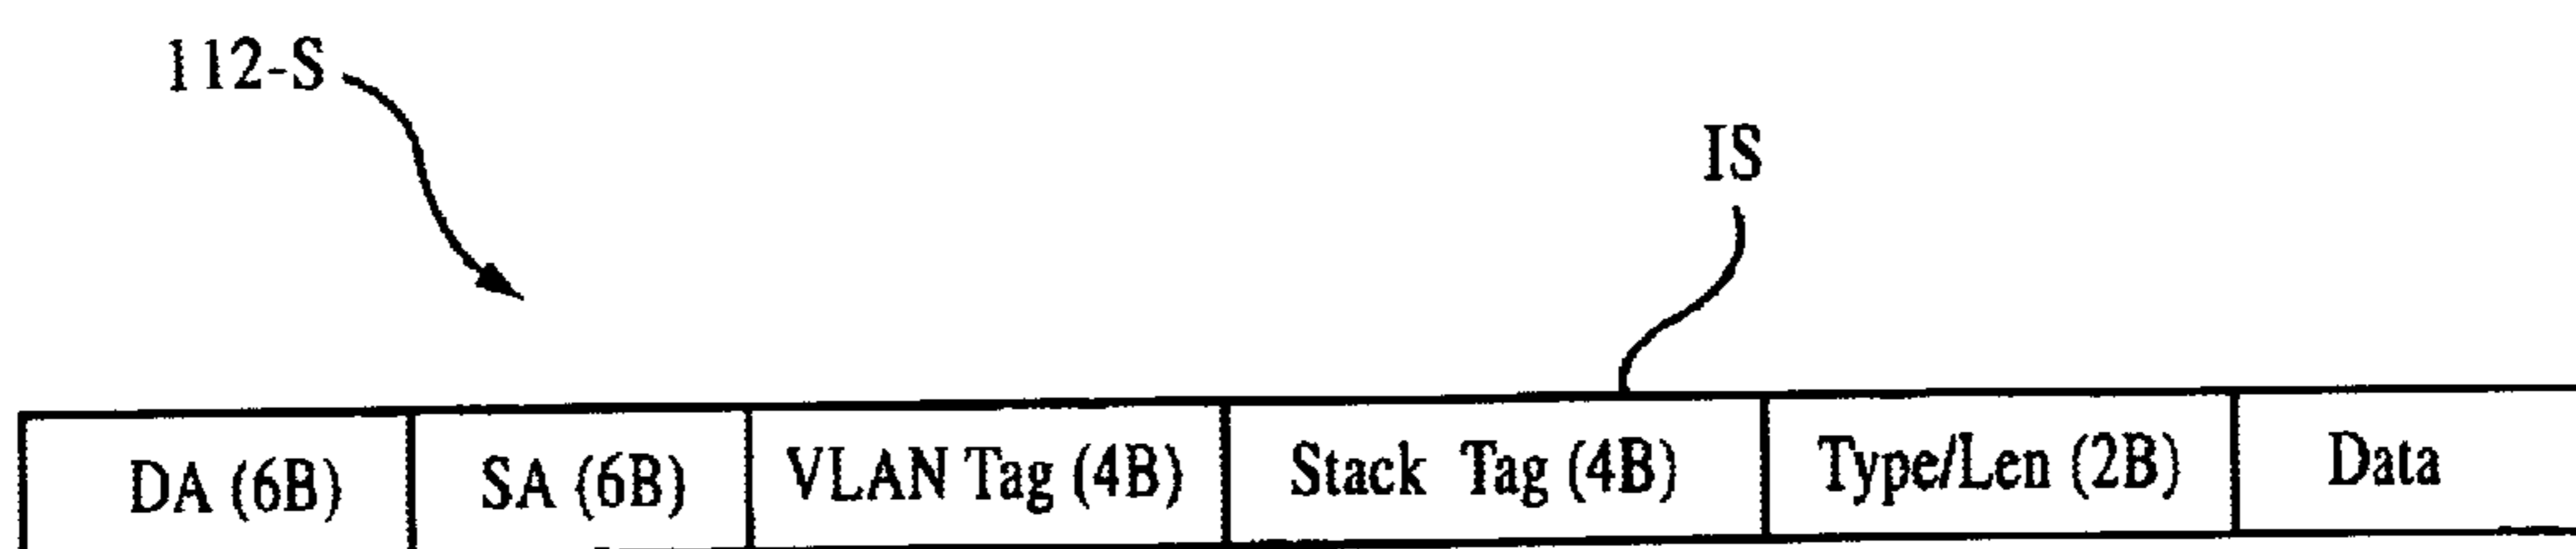 112-S
IS
DA (6B) SA (6B) VLAN Tag (4B) Stack Tag (4B) Type/Len (2B) Data